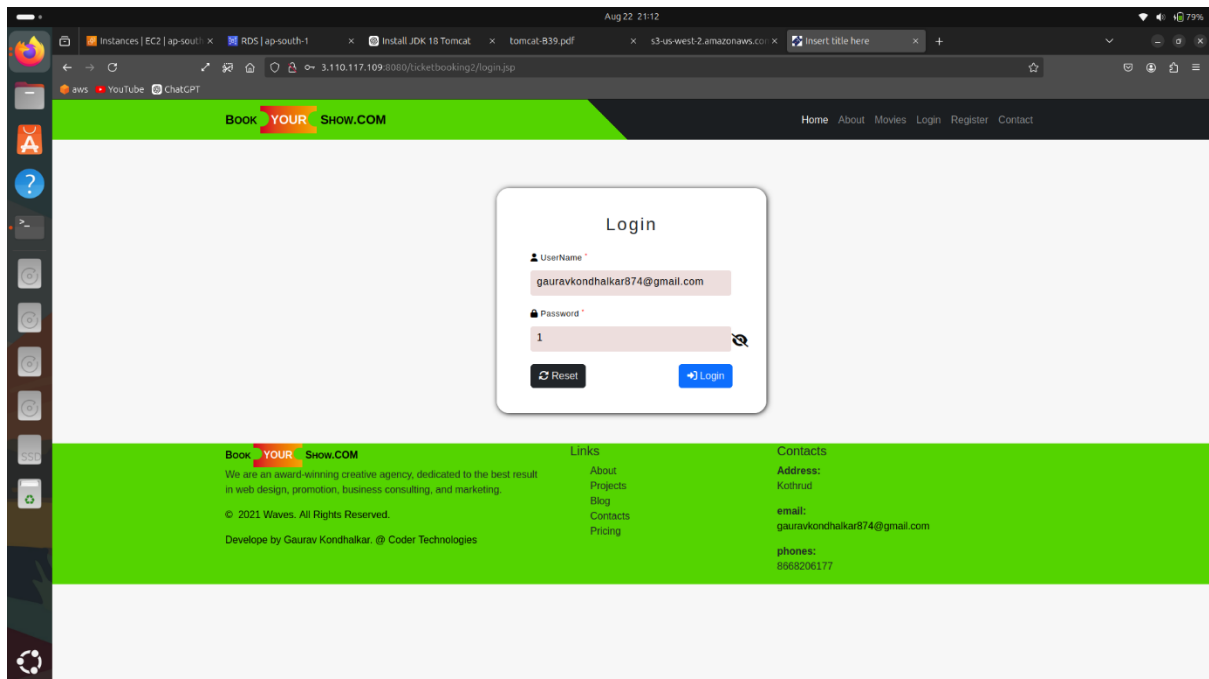 Aug 22 21:12
79%
Instances | EC2 | ap-south
RDS | ap-south-1
Install JDK 18 Tomcat
tomcat-B39.pdf
s3-us-west-2.amazonaws.cor
Insert title here
3.110.117.109:8080/ticketbooking2/login.jsp
aws YouTube ChatGPT
BOOK YOUR SHOW.COM
Home About Movies Login Register Contact
Login
UserName *
gauravkondhalkar874@gmail.com
Password *
1
Reset
Login
BOOK YOUR SHOW.COM
We are an award-winning creative agency, dedicated to the best result
in web design, promotion, business consulting, and marketing.
© 2021 Waves. All Rights Reserved.
Develope by Gaurav Kondhalkar. @ Coder Technologies
Links
About
Projects
Blog
Contacts
Pricing
Contacts
Address:
Kothrud
email:
gauravkondhalkar874@gmail.com
phones:
8668206177
SSD